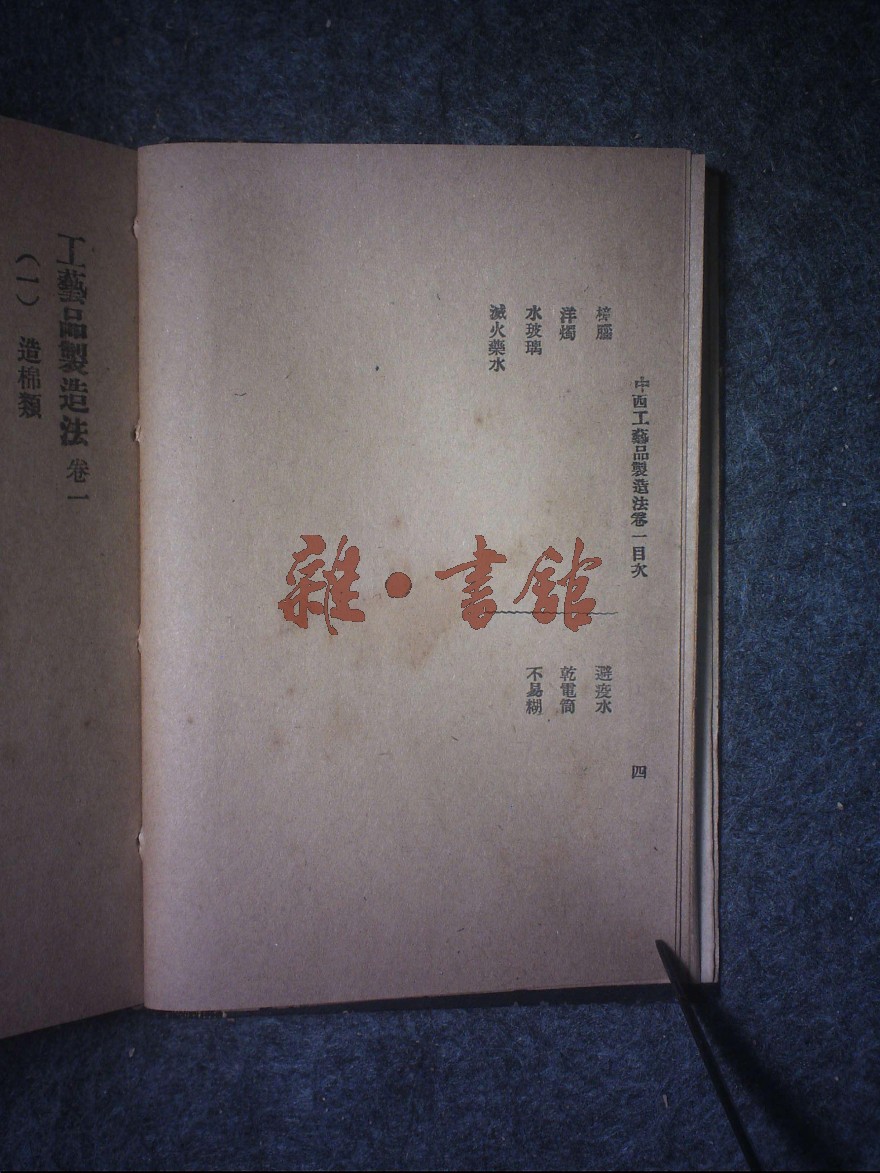 中西工藝品製造法卷一目次
四
樟腦
避疫水
洋燭
乾電筒
水玻璃
不易糊
滅火藥水
工藝品製造法 卷一
(一) 造棉類
雜·書館